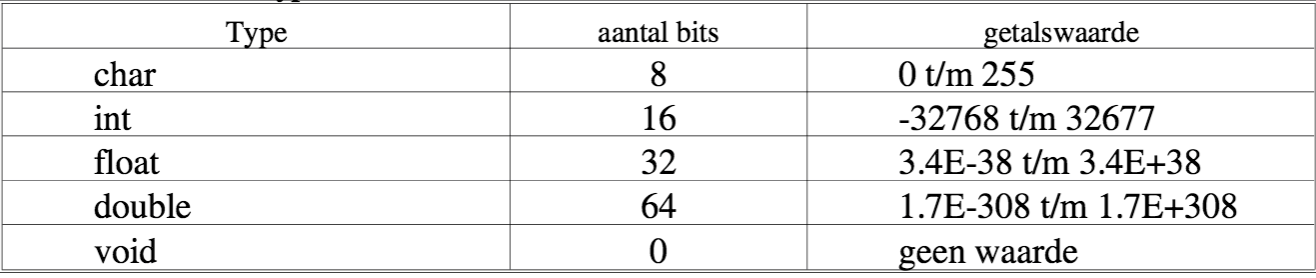 Type aantal bits getalswaarde
char 8 0 t/m 255
int 16 -32768 t/m 32677
float 32 3.4E-38 t/m 3.4E+38
double 64 1.7E-308 t/m 1.7E+308
void 0 geen waarde